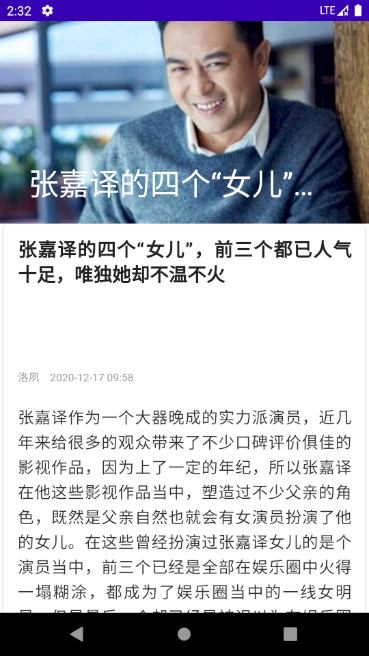 2:32
LTE
张嘉译的四个“女儿”...
张嘉译的四个“女儿”，前三个都已人气
十足，唯独她却不温不火
洛夙 2020-12-17 09:58
张嘉译作为一个大器晚成的实力派演员，近几
年来给很多的观众带来了不少口碑评价俱佳的
影视作品，因为上了一定的年纪，所以张嘉译
在他这些影视作品当中，塑造过不少父亲的角
色，既然是父亲自然也就会有女演员扮演了他
的女儿。在这些曾经扮演过张嘉译女儿的是个
演员当中，前三个已经是全部在娱乐圈中火得
一塌糊涂，都成为了娱乐圈当中的一线女明